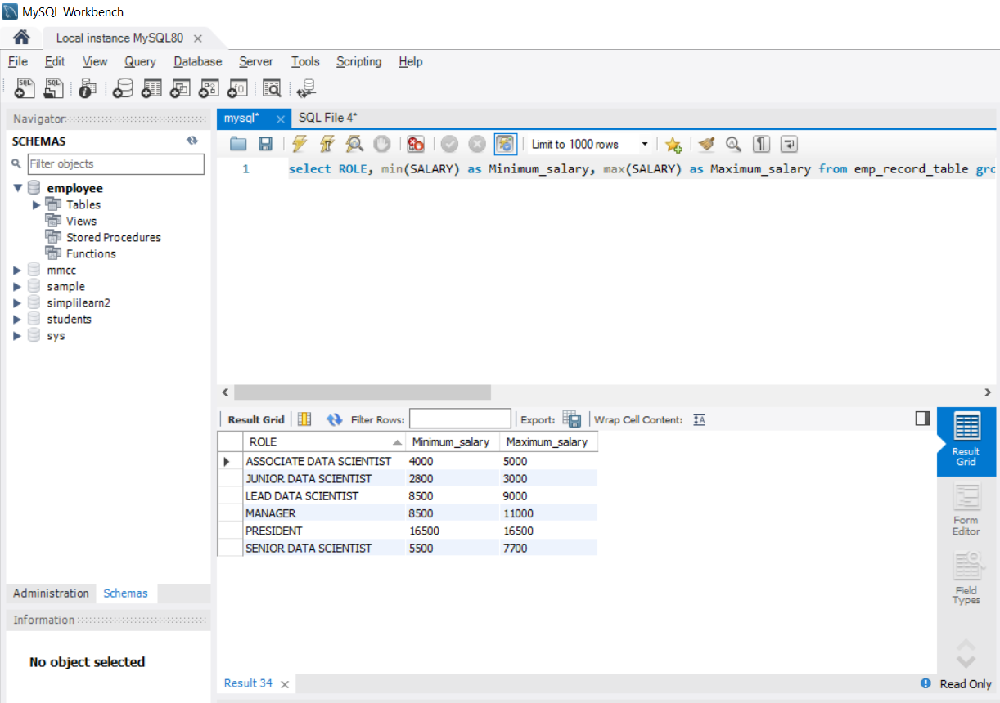 MySQL Workbench
Local instance MySQL80
File Edit View Query Database Server Tools Scripting Help
Navigator
SCHEMAS
Filter objects
employee
Tables
Views
Stored Procedures
Functions
mmcc
sample
simplilearn2
students
sys
Administration Schemas
Information
No object selected
mysql* SQL File 4*
Limit to 1000 rows
1 select ROLE, min(SALARY) as Minimum_salary, max(SALARY) as Maximum_salary from emp_record_table gro
Result Grid Filter Rows: Export: Wrap Cell Content:
ROLE Minimum_salary Maximum_salary
ASSOCIATE DATA SCIENTIST 4000 5000
JUNIOR DATA SCIENTIST 2800 3000
LEAD DATA SCIENTIST 8500 9000
MANAGER 8500 11000
PRESIDENT 16500 16500
SENIOR DATA SCIENTIST 5500 7700
Result
Grid
Form
Editor
Field
Types
Result 34
Read Only